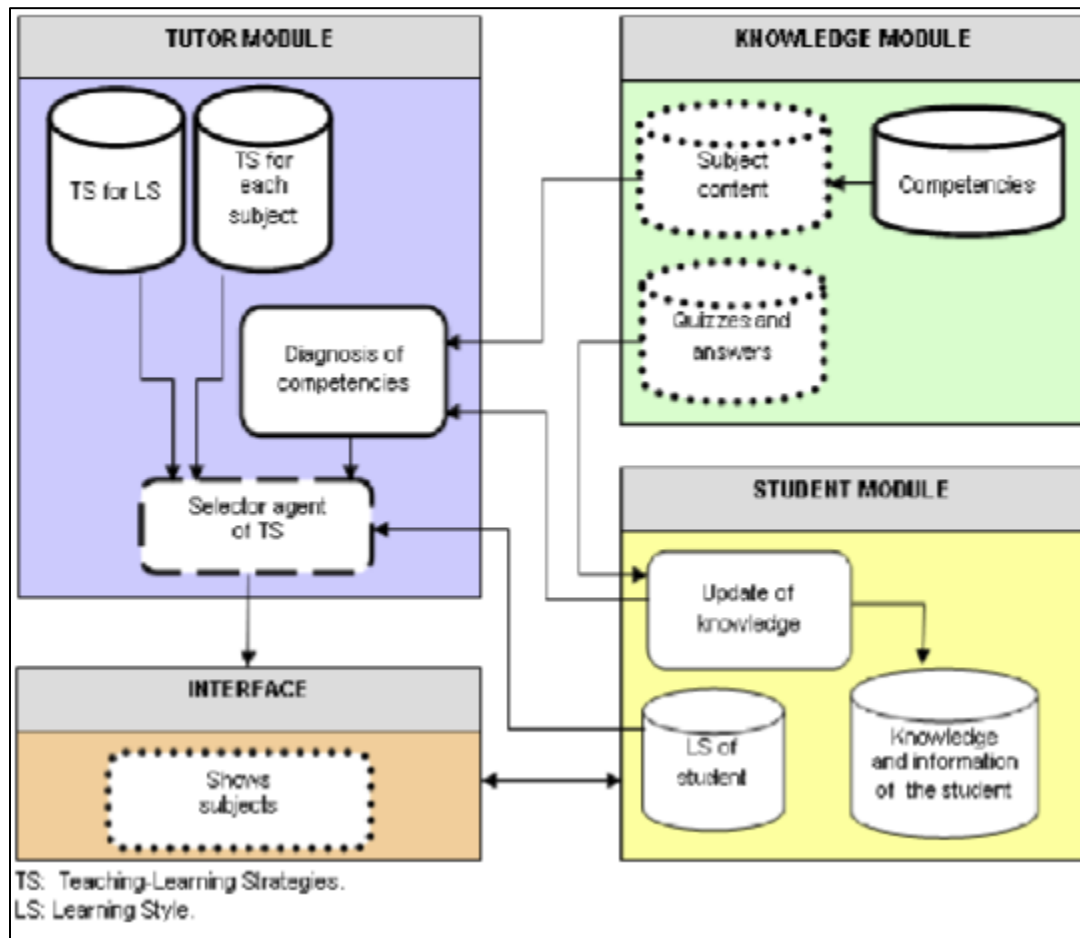 TUTOR MODULE
TS for LS
TS for
each
subject
Diagnosis of
competencies
Selector agent
of TS
KNOWLEDGE MODULE
Subject
content
Competencies
Quizzes and
answers
STUDENT MODULE
Update of
knowledge
LS of
student
Knowledge
and information
of the student
INTERFACE
Shows
subjects
TS: Teaching-Learning Strategies.
LS: Learning Style.